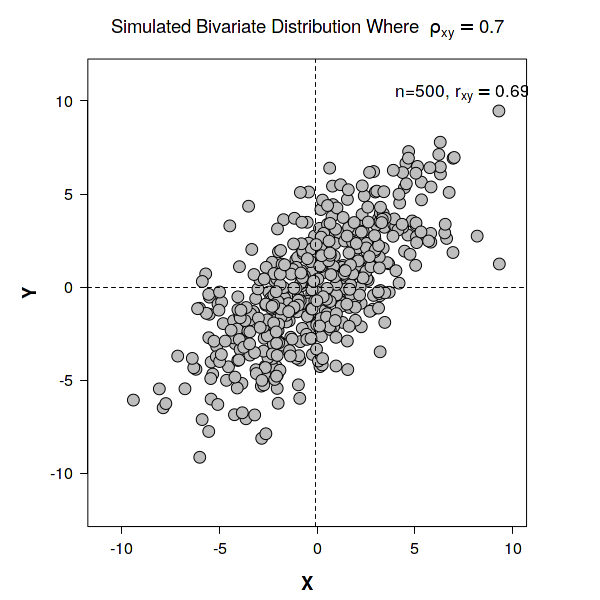 Simulated Bivariate Distribution Where ρxy = 0.7
n=500, rxy = 0.69
10
5
0
-5
-10
Y
-10 -5 0 5 10
X